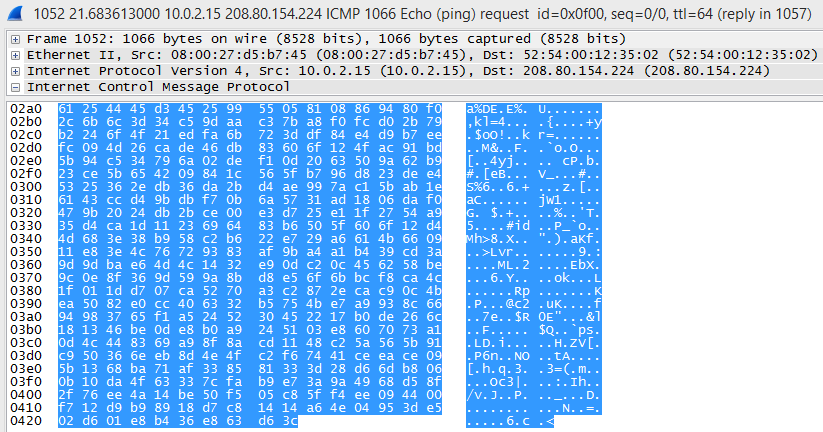 1052 21.683613000 10.0.2.15 208.80.154.224 ICMP 1066 Echo (ping) request id=0x0f00, seq=0/0, ttl=64 (reply in 1057)
Frame 1052: 1066 bytes on wire (8528 bits), 1066 bytes captured (8528 bits)
Ethernet II, Src: 08:00:27:d5:b7:45 (08:00:27:d5:b7:45), Dst: 52:54:00:12:35:02 (52:54:00:12:35:02)
Internet Protocol Version 4, Src: 10.0.2.15 (10.0.2.15), Dst: 208.80.154.224 (208.80.154.224)
Internet Control Message Protocol
02a0 61 25 44 45 d3 45 25 99 55 05 81 08 86 94 80 f0 a%DE.E%. U.......
02b0 2c 6b 6c 3d 34 c5 9d aa c3 7b a8 f0 fc d0 2b 79 ,kl=4... .{....+y
02c0 b2 24 6f 4f 21 ed fa 6b 72 3d df 84 e4 d9 b7 ee .$oO!..k r=......
02d0 fc 09 4d 26 ca de 46 db 83 60 6f 12 4f ac 91 bd ..M&..F. .`o.O...
02e0 5b 94 c5 34 79 6a 02 de f1 0d 20 63 50 9a 62 b9 [..4yj.. .. cP.b.
02f0 23 ce 5b 65 42 09 84 1c 56 5f b7 96 d8 23 de e4 #.[eB... V_...#..
0300 53 25 36 2e db 36 da 2b d4 ae 99 7a c1 5b ab 1e S%6..6.+ ...z.[..
0310 61 43 cc d4 9b db f7 0b 6a 57 31 ad 18 06 da f0 aC...... jW1.....
0320 47 9b 20 24 db 2b ce 00 e3 d7 25 e1 1f 27 54 a9 G. $.+.. ..%..'T.
0330 35 d4 ca 1d 11 23 69 64 83 b6 50 5f 60 6f 12 d4 5....#id ..P_`o..
0340 4d 68 3e 38 b9 58 c2 b6 22 e7 29 a6 61 4b 66 09 Mh>8.X.. ".).aKf.
0350 11 e8 3e 4c 76 72 93 83 af 9b a4 a1 b4 39 cd 3a ..>Lvr.. .....9.:
0360 9d 9d ba e6 4d 4c 14 32 e9 0d c2 0c 45 62 58 be ....ML.2 ....EbX.
0370 9c 0e 8f 36 9d 59 9a 8b d8 e5 6f 6b bc f8 ca 4c ...6.Y.. ..ok...L
0380 1f 01 1d d7 07 ca 52 70 a3 c2 87 2e ca c9 0c 4b ......Rp .......K
0390 ea 50 82 e0 cc 40 63 32 b5 75 4b e7 a9 93 8c 66 .P...@c2 .uK....f
03a0 94 98 37 65 f1 a5 24 52 30 45 22 17 b0 de 26 6c ..7e..$R 0E"...&l
03b0 18 13 46 be 0d e8 b0 a9 24 51 03 e8 60 70 73 a1 ..F..... $Q..`ps.
03c0 0d 4c 44 83 69 a9 8f 8a cd 11 48 c2 5a 56 5b 91 .LD.i... ..H.ZV[.
03d0 c9 50 36 6e eb 8d 4e 4f c2 f6 74 41 ce ea ce 09 .P6n..NO ..tA....
03e0 5b 13 68 ba 71 af 33 85 81 33 3d 28 d6 6d b8 06 [.h.q.3. .3=(.m..
03f0 0b 10 da 4f 63 33 7c fa b9 e7 3a 9a 49 68 d5 8f ...Oc3|. ..:.Ih..
0400 2f 76 ee 4a 14 be 50 f5 05 c8 5f f4 ee 09 44 00 /v.J..P. .._...D.
0410 f7 12 d9 b9 89 18 d7 c8 14 14 a6 4e 04 95 3d e5 ........ ...N..=.
0420 02 d6 01 e8 b4 36 e8 63 d6 3c .....6.c .<